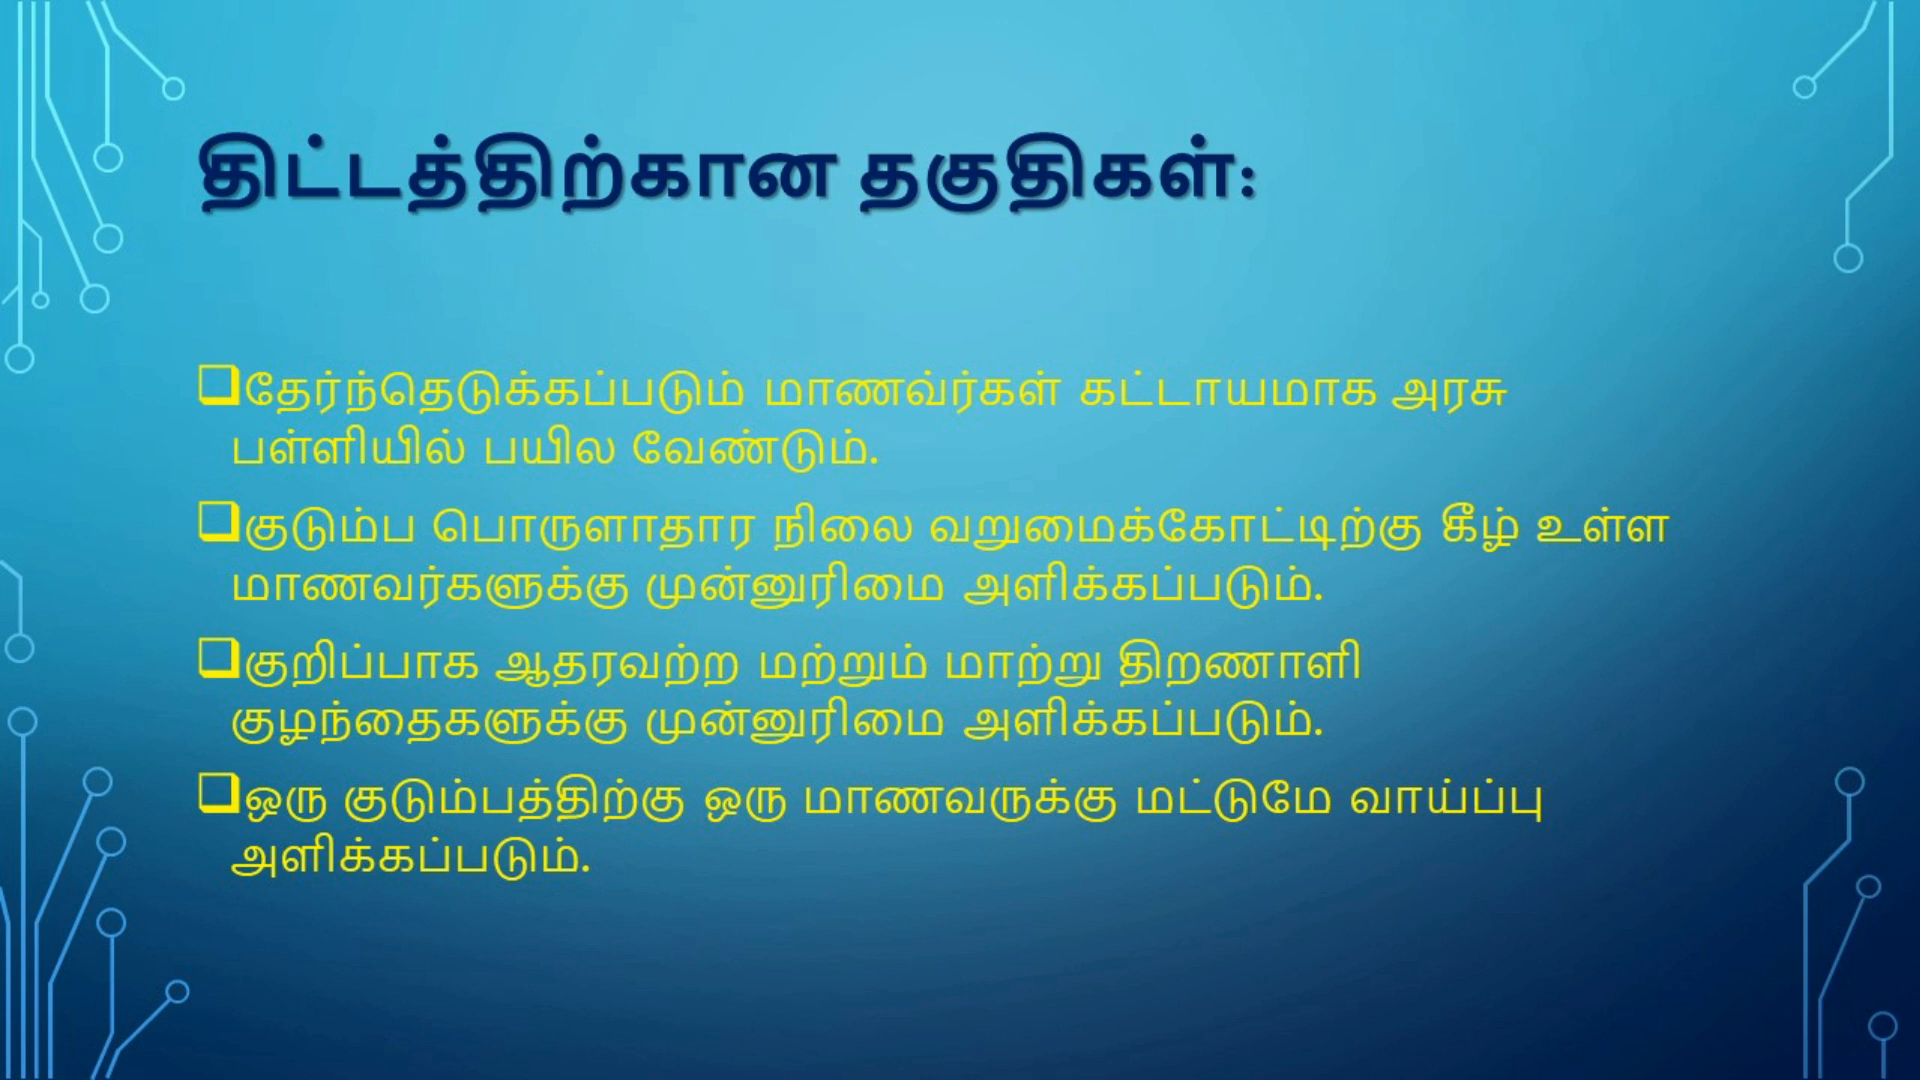 திட்டத்திற்கான தகுதிகள்:
❑தேர்ந்தெடுக்கப்படும் மாணவ்ர்கள் கட்டாயமாக அரசு
பள்ளியில் பயில வேண்டும்.
❑குடும்ப பொருளாதார நிலை வறுமைக்கோட்டிற்கு கீழ் உள்ள
மாணவர்களுக்கு முன்னுரிமை அளிக்கப்படும்.
❑குறிப்பாக ஆதரவற்ற மற்றும் மாற்று திறணாளி
குழந்தைகளுக்கு முன்னுரிமை அளிக்கப்படும்.
❑ஒரு குடும்பத்திற்கு ஒரு மாணவருக்கு மட்டுமே வாய்ப்பு
அளிக்கப்படும்.